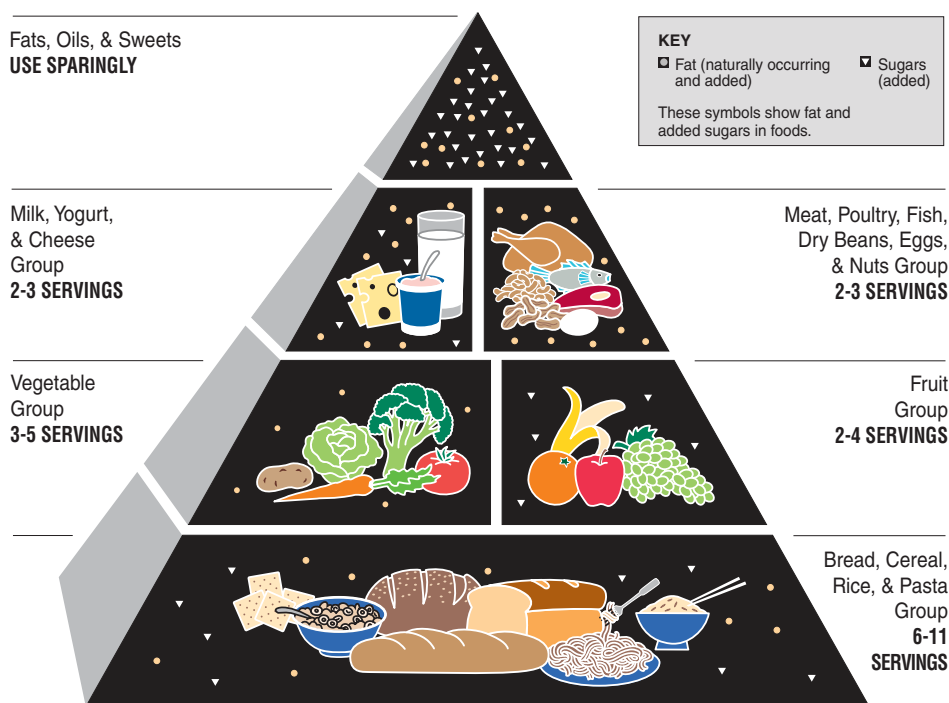 Fats, Oils, & Sweets
USE SPARINGLY
KEY
Fat (naturally occurring
and added)
Sugars
(added)
These symbols show fat and
added sugars in foods.
Milk, Yogurt,
& Cheese
Group
2-3 SERVINGS
Meat, Poultry, Fish,
Dry Beans, Eggs,
& Nuts Group
2-3 SERVINGS
Vegetable
Group
3-5 SERVINGS
Fruit
Group
2-4 SERVINGS
Bread, Cereal,
Rice, & Pasta
Group
6-11
SERVINGS